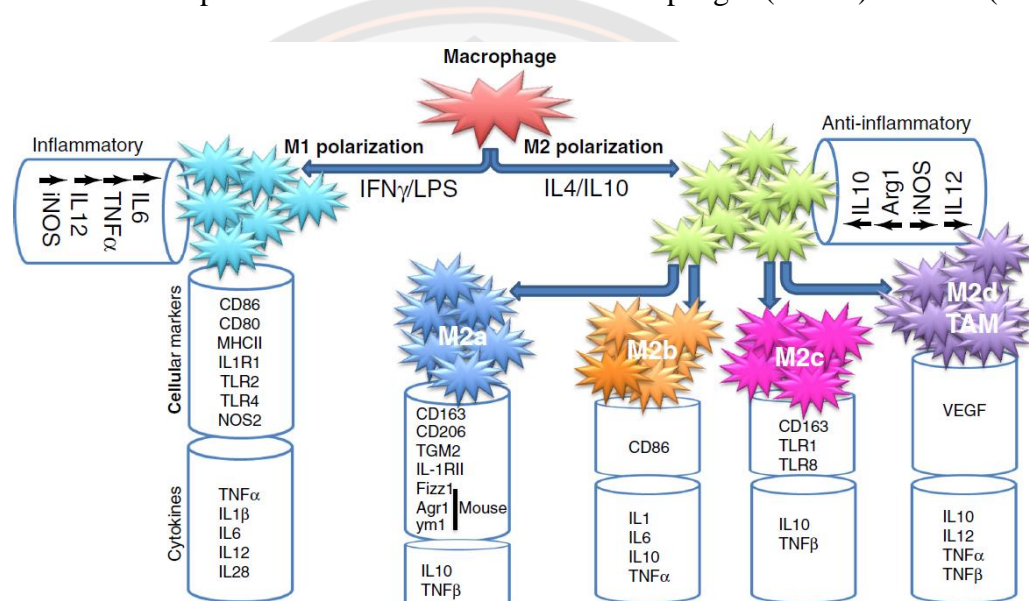 Macrophage
M1 polarization
M2 polarization
IFNγ/LPS
IL4/IL10
Inflammatory
iNOS
IL12
TNFα
IL6
Anti-inflammatory
IL10
Arg1
iNOS
IL12
Cellular markers
CD86
CD80
MHCII
IL1R1
TLR2
TLR4
NOS2
Cytokines
TNFα
IL1β
IL6
IL12
IL28
M2a
CD163
CD206
TGM2
IL-1RII
Fizz1
Agr1
ym1
Mouse
IL10
TNFβ
M2b
CD86
IL1
IL6
IL10
TNFα
M2c
CD163
TLR1
TLR8
IL10
TNFβ
M2d
TAM
VEGF
IL10
IL12
TNFα
TNFβ